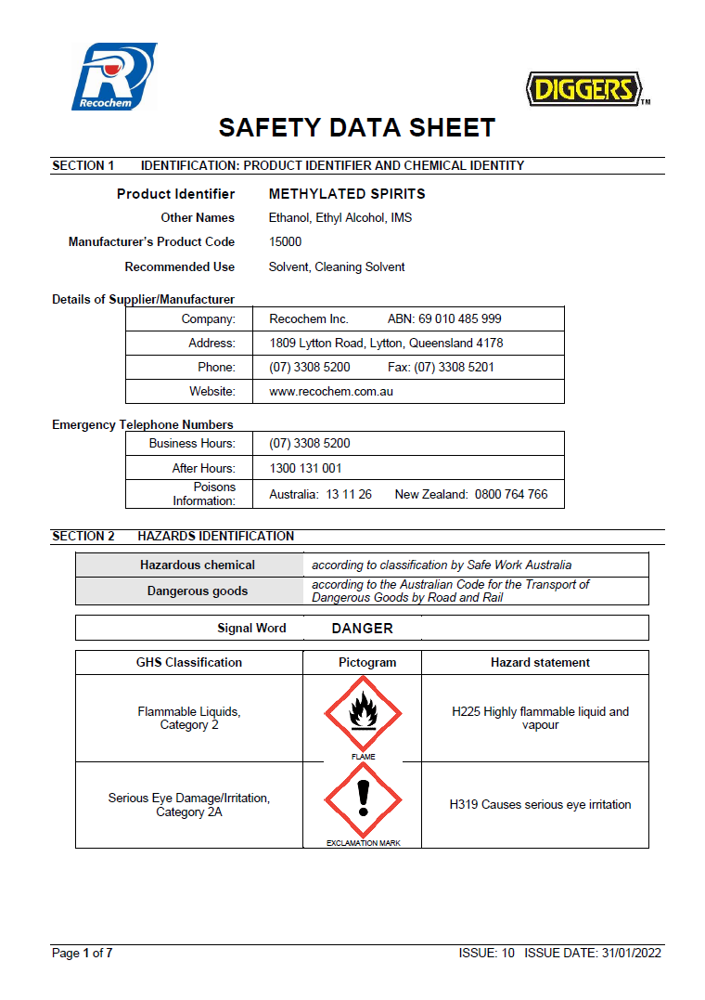 Recochem
DIGGERS TM
SAFETY DATA SHEET
SECTION 1 IDENTIFICATION: PRODUCT IDENTIFIER AND CHEMICAL IDENTITY
Product Identifier METHYLATED SPIRITS
Other Names Ethanol, Ethyl Alcohol, IMS
Manufacturer's Product Code 15000
Recommended Use Solvent, Cleaning Solvent
Details of Supplier/Manufacturer
Company: Recochem Inc. ABN: 69 010 485 999
Address: 1809 Lytton Road, Lytton, Queensland 4178
Phone: (07) 3308 5200 Fax: (07) 3308 5201
Website: www.recochem.com.au
Emergency Telephone Numbers
Business Hours: (07) 3308 5200
After Hours: 1300 131 001
Poisons
Information: Australia: 13 11 26 New Zealand: 0800 764 766
SECTION 2 HAZARDS IDENTIFICATION
Hazardous chemical according to classification by Safe Work Australia
Dangerous goods according to the Australian Code for the Transport of
Dangerous Goods by Road and Rail
Signal Word DANGER
GHS Classification Pictogram Hazard statement
Flammable Liquids,
Category 2
FLAME
H225 Highly flammable liquid and
vapour
Serious Eye Damage/Irritation,
Category 2A
EXCLAMATION MARK
H319 Causes serious eye irritation
Page 1 of 7 ISSUE: 10 ISSUE DATE: 31/01/2022